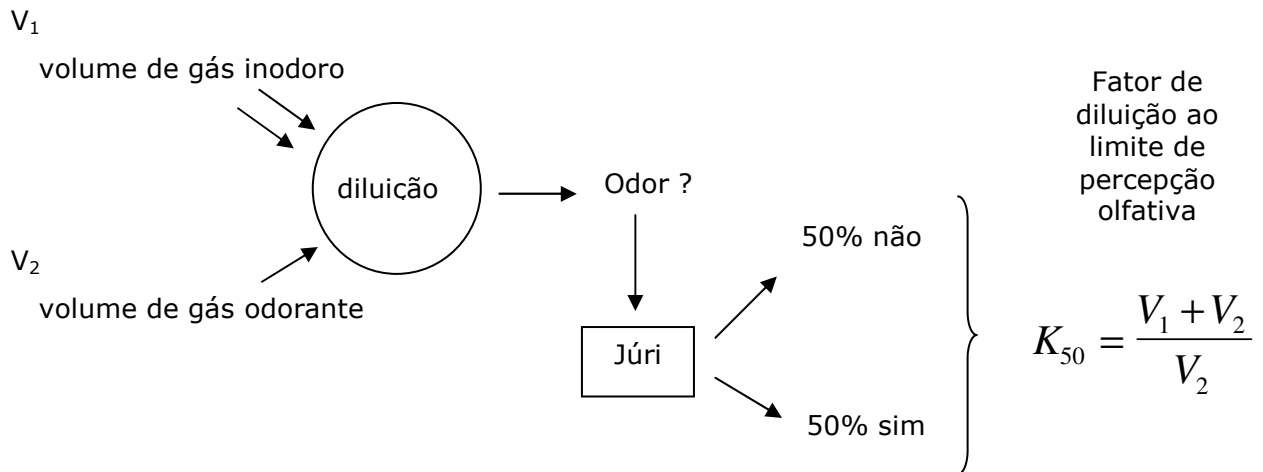 V₁
volume de gás inodoro
diluição
V₂
volume de gás odorante
Odor ?
Júri
50% não
50% sim
Fator de
diluição ao
limite de
percepção
olfativa
K₅₀ = (V₁ + V₂) / V₂